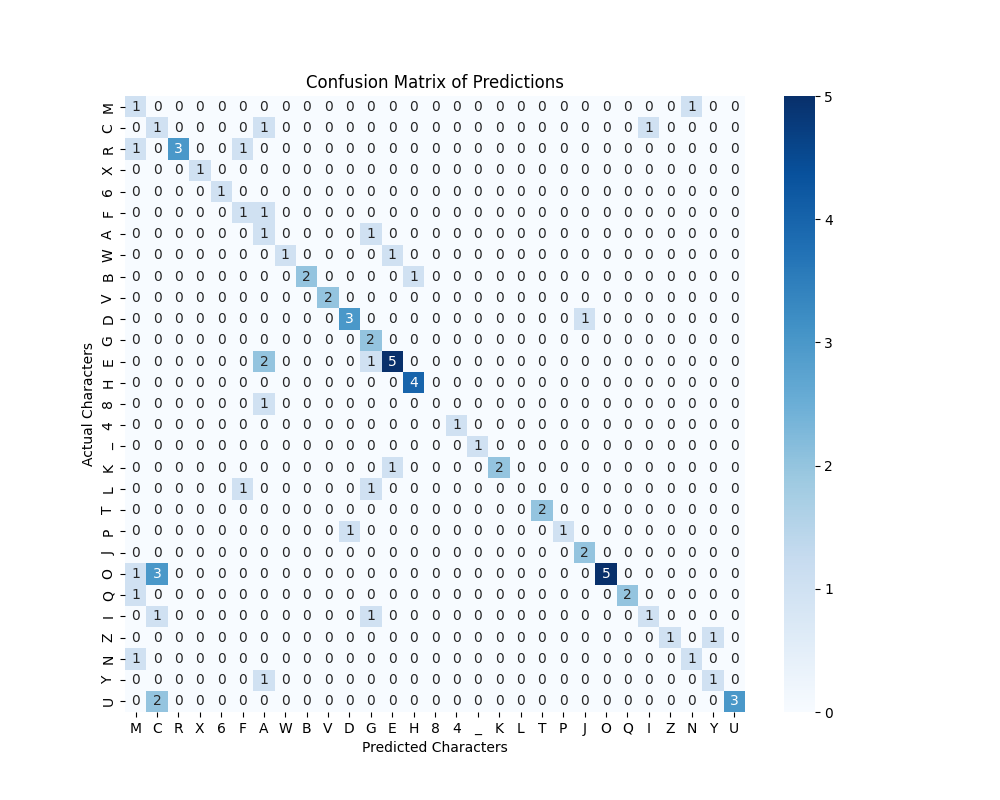 Confusion Matrix of Predictions
M 1 0 0 0 0 0 0 0 0 0 0 0 0 0 0 0 0 0 0 0 0 0 0 0 0 0 1 0 0
C 0 1 0 0 0 0 1 0 0 0 0 0 0 0 0 0 0 0 0 0 0 0 0 0 1 0 0 0 0
R 1 0 3 0 0 1 0 0 0 0 0 0 0 0 0 0 0 0 0 0 0 0 0 0 0 0 0 0 0
X 0 0 0 1 0 0 0 0 0 0 0 0 0 0 0 0 0 0 0 0 0 0 0 0 0 0 0 0 0
6 0 0 0 0 1 0 0 0 0 0 0 0 0 0 0 0 0 0 0 0 0 0 0 0 0 0 0 0 0
F 0 0 0 0 0 1 1 0 0 0 0 0 0 0 0 0 0 0 0 0 0 0 0 0 0 0 0 0 0
A 0 0 0 0 0 0 1 0 0 0 0 1 0 0 0 0 0 0 0 0 0 0 0 0 0 0 0 0 0
W 0 0 0 0 0 0 0 1 0 0 0 0 1 0 0 0 0 0 0 0 0 0 0 0 0 0 0 0 0
B 0 0 0 0 0 0 0 0 2 0 0 0 0 1 0 0 0 0 0 0 0 0 0 0 0 0 0 0 0
V 0 0 0 0 0 0 0 0 0 2 0 0 0 0 0 0 0 0 0 0 0 0 0 0 0 0 0 0 0
D 0 0 0 0 0 0 0 0 0 0 3 0 0 0 0 0 0 0 0 0 0 1 0 0 0 0 0 0 0
G 0 0 0 0 0 0 0 0 0 0 0 2 0 0 0 0 0 0 0 0 0 0 0 0 0 0 0 0 0
E 0 0 0 0 0 0 2 0 0 0 0 1 5 0 0 0 0 0 0 0 0 0 0 0 0 0 0 0 0
H 0 0 0 0 0 0 0 0 0 0 0 0 0 4 0 0 0 0 0 0 0 0 0 0 0 0 0 0 0
8 0 0 0 0 0 0 1 0 0 0 0 0 0 0 0 0 0 0 0 0 0 0 0 0 0 0 0 0 0
4 0 0 0 0 0 0 0 0 0 0 0 0 0 0 0 1 0 0 0 0 0 0 0 0 0 0 0 0 0
_ 0 0 0 0 0 0 0 0 0 0 0 0 0 0 0 0 1 0 0 0 0 0 0 0 0 0 0 0 0
K 0 0 0 0 0 0 0 0 0 0 0 0 1 0 0 0 0 2 0 0 0 0 0 0 0 0 0 0 0
L 0 0 0 0 0 1 0 0 0 0 0 1 0 0 0 0 0 0 0 0 0 0 0 0 0 0 0 0 0
T 0 0 0 0 0 0 0 0 0 0 0 0 0 0 0 0 0 0 0 2 0 0 0 0 0 0 0 0 0
P 0 0 0 0 0 0 0 0 0 0 1 0 0 0 0 0 0 0 0 0 1 0 0 0 0 0 0 0 0
J 0 0 0 0 0 0 0 0 0 0 0 0 0 0 0 0 0 0 0 0 0 2 0 0 0 0 0 0 0
O 1 3 0 0 0 0 0 0 0 0 0 0 0 0 0 0 0 0 0 0 0 0 5 0 0 0 0 0 0
Q 1 0 0 0 0 0 0 0 0 0 0 0 0 0 0 0 0 0 0 0 0 0 0 2 0 0 0 0 0
I 0 1 0 0 0 0 0 0 0 0 0 1 0 0 0 0 0 0 0 0 0 0 0 0 1 0 0 0 0
Z 0 0 0 0 0 0 0 0 0 0 0 0 0 0 0 0 0 0 0 0 0 0 0 0 0 1 0 1 0
N 1 0 0 0 0 0 0 0 0 0 0 0 0 0 0 0 0 0 0 0 0 0 0 0 0 0 1 0 0
Y 0 0 0 0 0 0 1 0 0 0 0 0 0 0 0 0 0 0 0 0 0 0 0 0 0 0 0 1 0
U 0 2 0 0 0 0 0 0 0 0 0 0 0 0 0 0 0 0 0 0 0 0 0 0 0 0 0 0 3
M C R X 6 F A W B V D G E H 8 4 _ K L T P J O Q I Z N Y U
Predicted Characters
Actual Characters
5
4
3
2
1
0